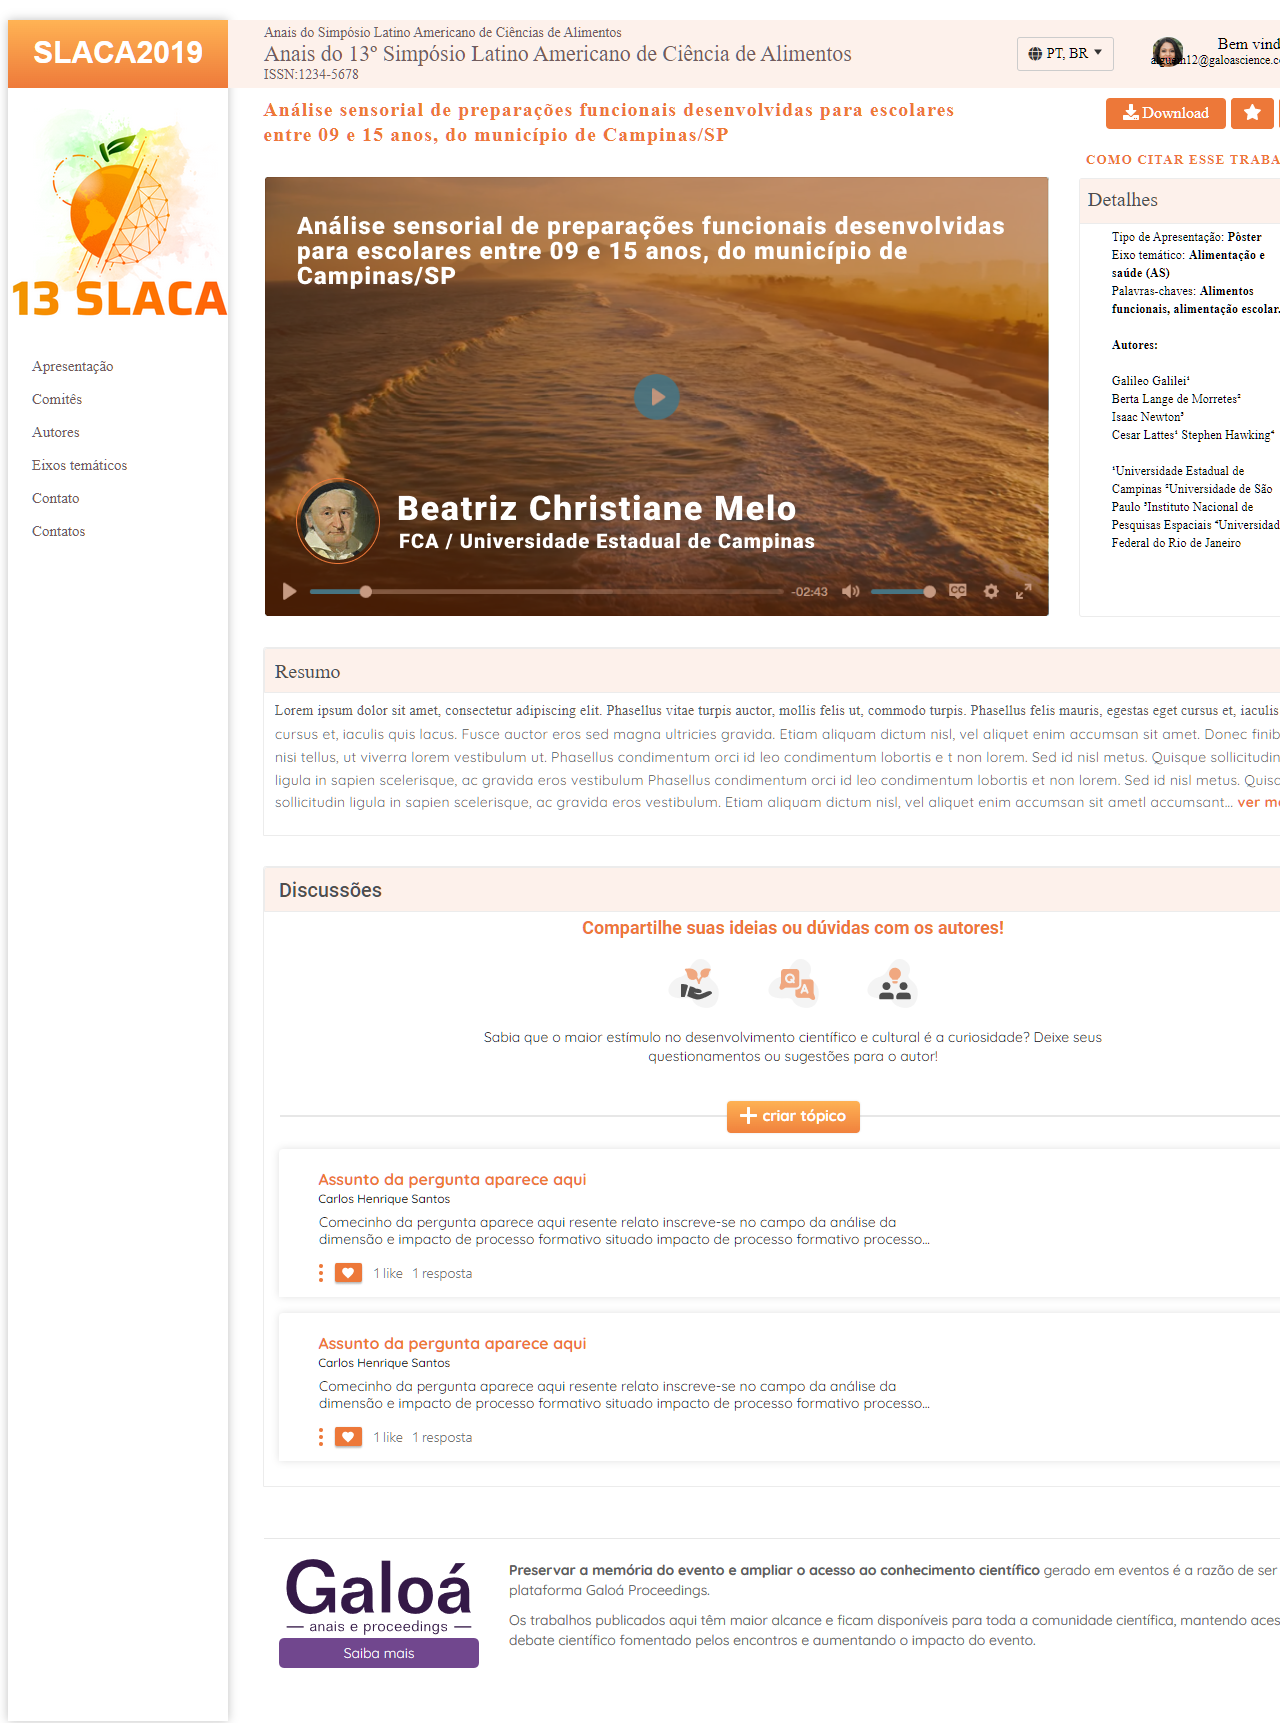 SLACA2019
Anais do Simpósio Latino Americano de Ciências de Alimentos
Anais do 13º Simpósio Latino Americano de Ciência de Alimentos
ISSN:1234-5678
PT, BR
Bem vind
alguem12@galoascience.c
13 SLACA
Apresentação
Comitês
Autores
Eixos temáticos
Contato
Contatos
Análise sensorial de preparações funcionais desenvolvidas para escolares
entre 09 e 15 anos, do município de Campinas/SP
Download
COMO CITAR ESSE TRABA
Análise sensorial de preparações funcionais desenvolvidas
para escolares entre 09 e 15 anos, do município de
Campinas/SP
Beatriz Christiane Melo
FCA / Universidade Estadual de Campinas
-02:43
CC
Detalhes
Tipo de Apresentação: Pôster
Eixo temático: Alimentação e
saúde (AS)
Palavras-chaves: Alimentos
funcionais, alimentação escolar.
Autores:
Galileo Galilei¹
Berta Lange de Morretes²
Isaac Newton³
Cesar Lattes¹ Stephen Hawking⁴
¹Universidade Estadual de
Campinas ²Universidade de São
Paulo ³Instituto Nacional de
Pesquisas Espaciais ⁴Universidad
Federal do Rio de Janeiro
Resumo
Lorem ipsum dolor sit amet, consectetur adipiscing elit. Phasellus vitae turpis auctor, mollis felis ut, commodo turpis. Phasellus felis mauris, egestas eget cursus et, iaculis
cursus et, iaculis quis lacus. Fusce auctor eros sed magna ultricies gravida. Etiam aliquam dictum nisl, vel aliquet enim accumsan sit amet. Donec finib
nisi tellus, ut viverra lorem vestibulum ut. Phasellus condimentum orci id leo condimentum lobortis e t non lorem. Sed id nisl metus. Quisque sollicitudin
ligula in sapien scelerisque, ac gravida eros vestibulum Phasellus condimentum orci id leo condimentum lobortis et non lorem. Sed id nisl metus. Quisc
sollicitudin ligula in sapien scelerisque, ac gravida eros vestibulum. Etiam aliquam dictum nisl, vel aliquet enim accumsan sit ametl accumsant... ver m
Discussões
Compartilhe suas ideias ou dúvidas com os autores!
Q A
Sabia que o maior estímulo no desenvolvimento científico e cultural é a curiosidade? Deixe seus
questionamentos ou sugestões para o autor!
criar tópico
Assunto da pergunta aparece aqui
Carlos Henrique Santos
Comecinho da pergunta aparece aqui resente relato inscreve-se no campo da análise da
dimensão e impacto de processo formativo situado impacto de processo formativo processo...
1 like 1 resposta
Assunto da pergunta aparece aqui
Carlos Henrique Santos
Comecinho da pergunta aparece aqui resente relato inscreve-se no campo da análise da
dimensão e impacto de processo formativo situado impacto de processo formativo processo...
1 like 1 resposta
Galoá
anais e proceedings
Saiba mais
Preservar a memória do evento e ampliar o acesso ao conhecimento científico gerado em eventos é a razão de ser
plataforma Galoá Proceedings.
Os trabalhos publicados aqui têm maior alcance e ficam disponíveis para toda a comunidade científica, mantendo aces
debate científico fomentado pelos encontros e aumentando o impacto do evento.